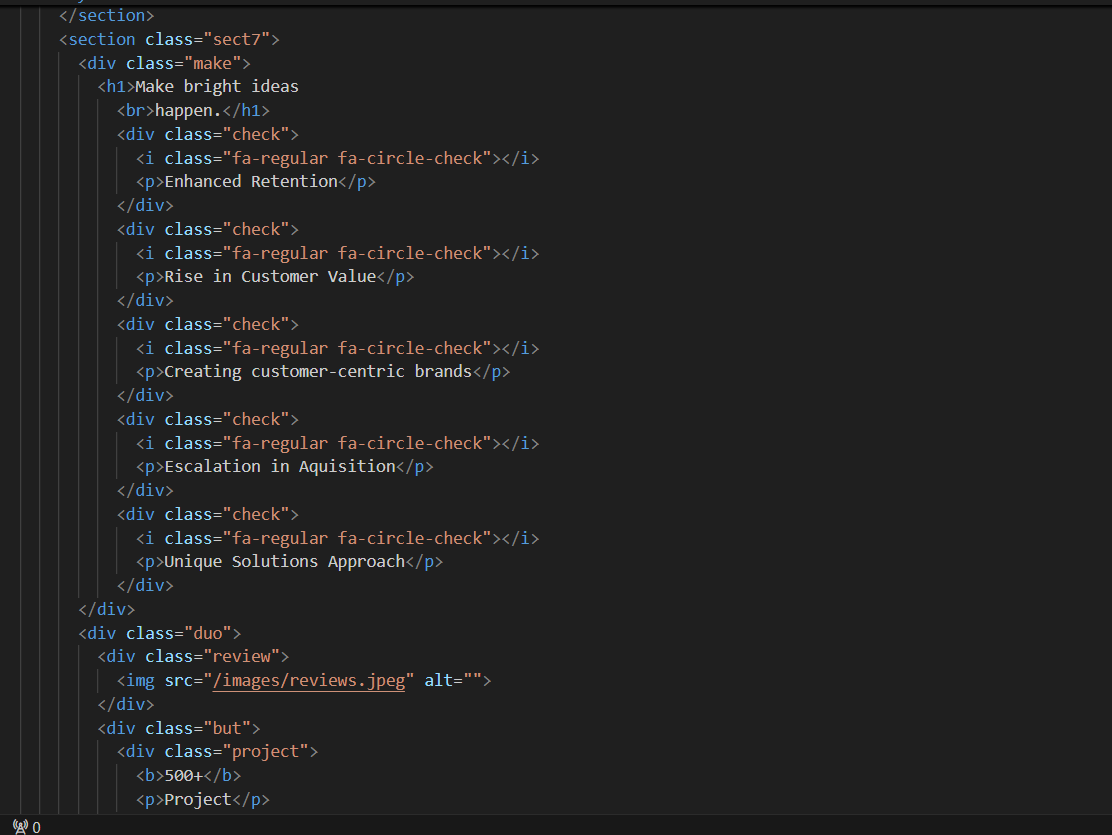 </section>
<section class="sect7">
<div class="make">
<h1>Make bright ideas
<br>happen.</h1>
<div class="check">
<i class="fa-regular fa-circle-check"></i>
<p>Enhanced Retention</p>
</div>
<div class="check">
<i class="fa-regular fa-circle-check"></i>
<p>Rise in Customer Value</p>
</div>
<div class="check">
<i class="fa-regular fa-circle-check"></i>
<p>Creating customer-centric brands</p>
</div>
<div class="check">
<i class="fa-regular fa-circle-check"></i>
<p>Escalation in Aquisition</p>
</div>
<div class="check">
<i class="fa-regular fa-circle-check"></i>
<p>Unique Solutions Approach</p>
</div>
</div>
<div class="duo">
<div class="review">
<img src="/images/reviews.jpeg" alt="">
</div>
<div class="but">
<div class="project">
<b>500+</b>
<p>Project</p>
0